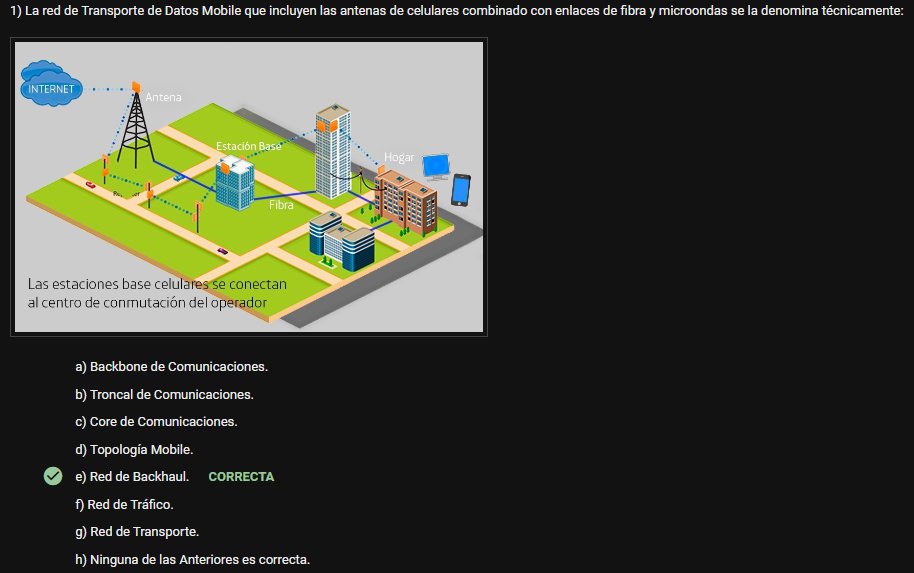 1) La red de Transporte de Datos Mobile que incluyen las antenas de celulares combinado con enlaces de fibra y microondas se la denomina técnicamente:
INTERNET
Antena
Estación Base
Hogar
Fibra
Las estaciones base celulares se conectan
al centro de conmutación del operador
a) Backbone de Comunicaciones.
b) Troncal de Comunicaciones.
c) Core de Comunicaciones.
d) Topología Mobile.
e) Red de Backhaul. CORRECTA
f) Red de Tráfico.
g) Red de Transporte.
h) Ninguna de las Anteriores es correcta.